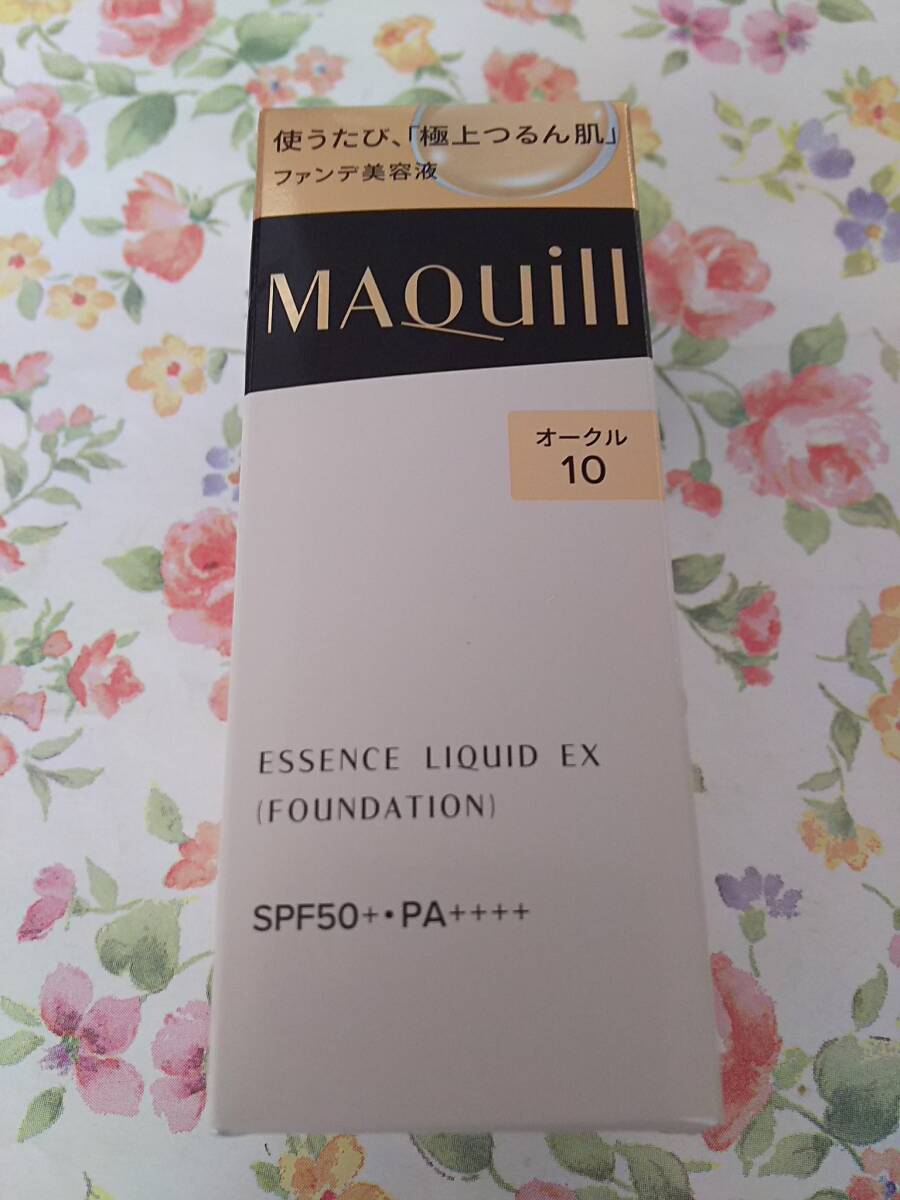 使うたび、「極上つるん肌」
ファンデ美容液
MAQuill
オークル
10
ESSENCE LIQUID EX
(FOUNDATION)
SPF50+・PA++++